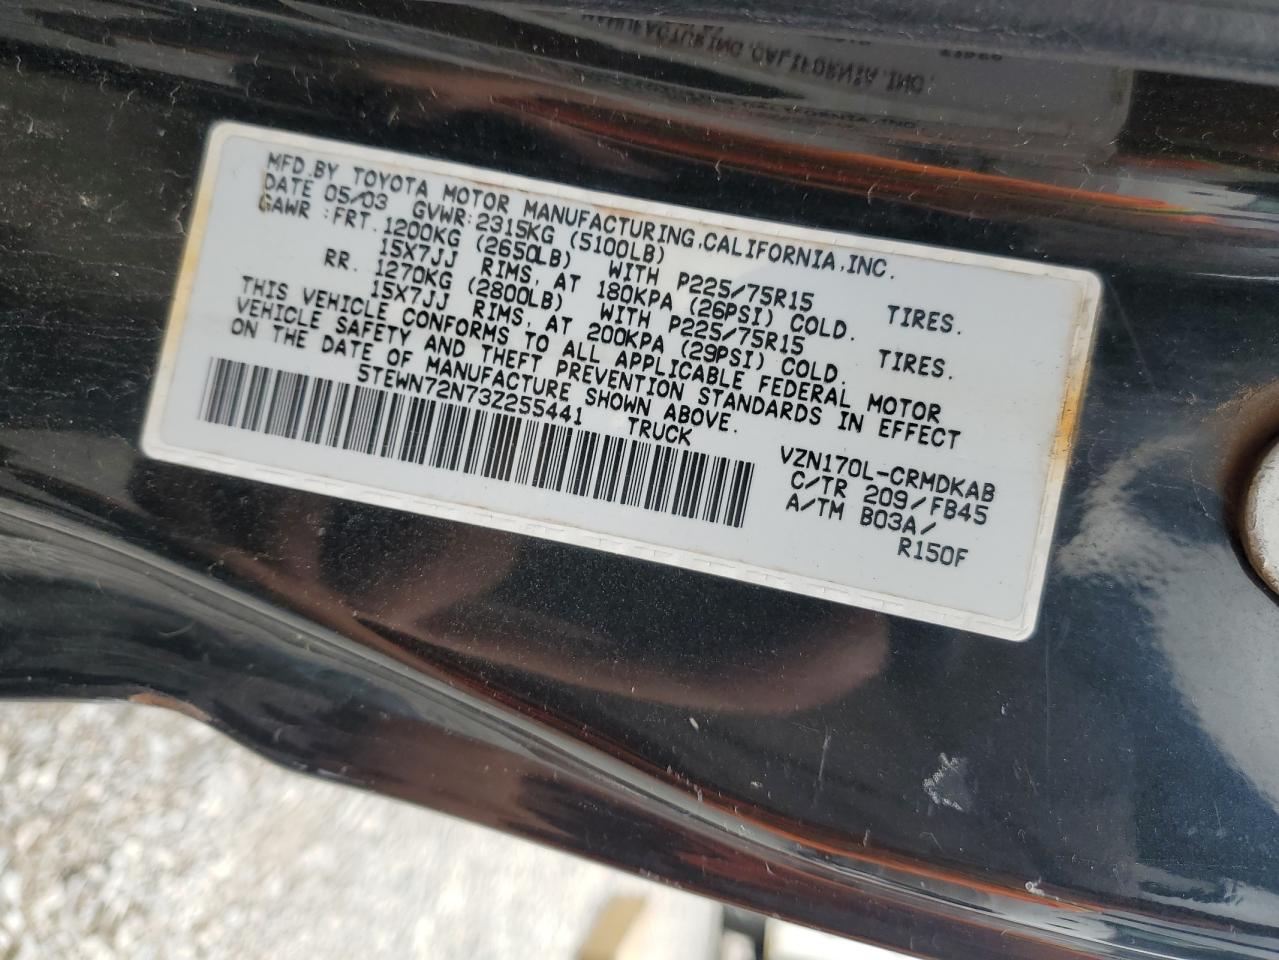 MFD.BY TOYOTA MOTOR MANUFACTURING,CALIFORNIA,INC.
DATE 05/03 GVWR:2315KG (5100LB)
GAWR :FRT.1200KG (2650LB) WITH P225/75R15 TIRES.
15X7JJ RIMS, AT 180KPA (26PSI) COLD.
RR. 1270KG (2800LB) WITH P225/75R15 TIRES.
15X7JJ RIMS, AT 200KPA (29PSI) COLD.
THIS VEHICLE CONFORMS TO ALL APPLICABLE FEDERAL MOTOR
VEHICLE SAFETY AND THEFT PREVENTION STANDARDS IN EFFECT
ON THE DATE OF MANUFACTURE SHOWN ABOVE.
5TEWN72N73Z255441 TRUCK
VZN170L-CRMDKAB
C/TR 209/FB45
A/TM B03A/
R150F